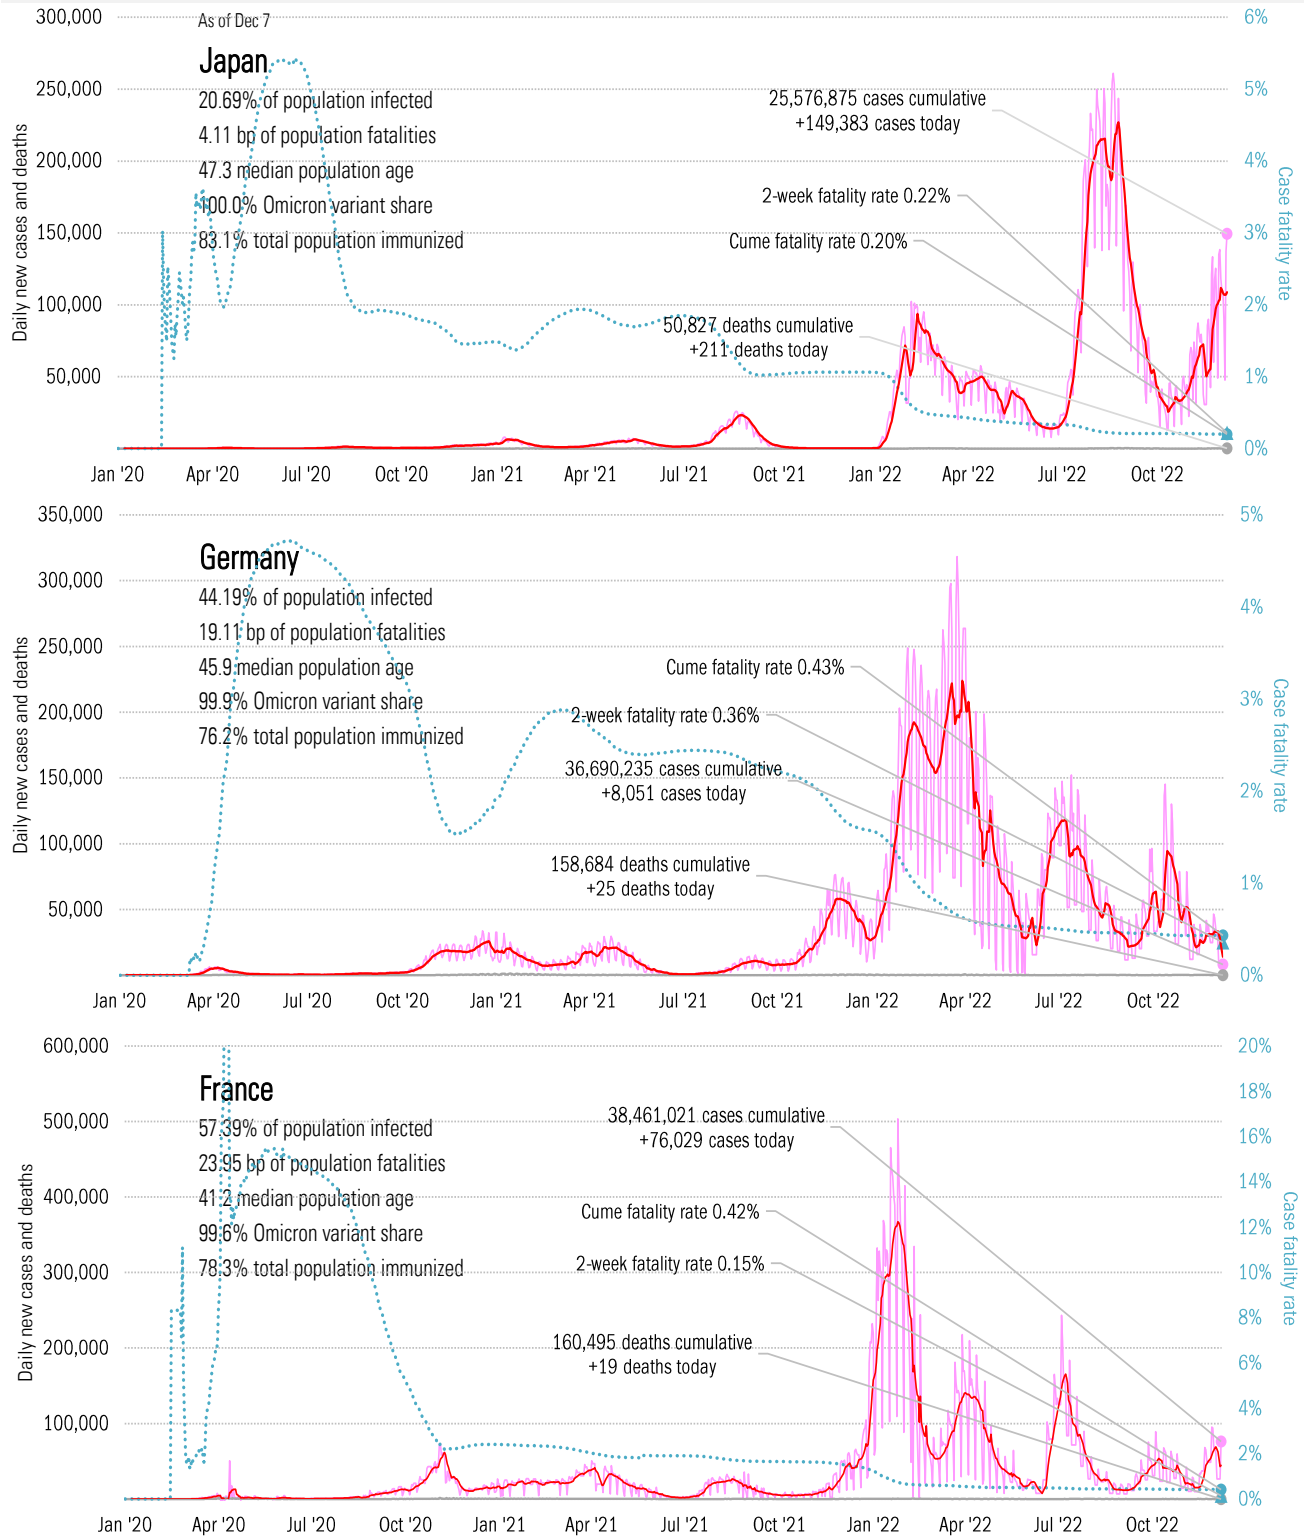 As of Dec 7
Japan
20.69% of population infected
4.11 bp of population fatalities
47.3 median population age
100.0% Omicron variant share
83.1% total population immunized
25,576,875 cases cumulative
+149,383 cases today
2-week fatality rate 0.22%
Cume fatality rate 0.20%
50,827 deaths cumulative
+211 deaths today
Daily new cases and deaths
300,000
250,000
200,000
150,000
100,000
50,000
6%
5%
4%
3%
2%
1%
0%
Case fatality rate
Jan '20 Apr '20 Jul '20 Oct '20 Jan '21 Apr '21 Jul '21 Oct '21 Jan '22 Apr '22 Jul '22 Oct '22
Germany
44.19% of population infected
19.11 bp of population fatalities
45.9 median population age
99.9% Omicron variant share
76.2% total population immunized
Cume fatality rate 0.43%
2-week fatality rate 0.36%
36,690,235 cases cumulative
+8,051 cases today
158,684 deaths cumulative
+25 deaths today
Daily new cases and deaths
350,000
300,000
250,000
200,000
150,000
100,000
50,000
5%
4%
3%
2%
1%
0%
Case fatality rate
Jan '20 Apr '20 Jul '20 Oct '20 Jan '21 Apr '21 Jul '21 Oct '21 Jan '22 Apr '22 Jul '22 Oct '22
France
57.39% of population infected
23.95 bp of population fatalities
41.2 median population age
99.6% Omicron variant share
78.3% total population immunized
38,461,021 cases cumulative
+76,029 cases today
Cume fatality rate 0.42%
2-week fatality rate 0.15%
160,495 deaths cumulative
+19 deaths today
Daily new cases and deaths
600,000
500,000
400,000
300,000
200,000
100,000
20%
18%
16%
14%
12%
10%
8%
6%
4%
2%
0%
Case fatality rate
Jan '20 Apr '20 Jul '20 Oct '20 Jan '21 Apr '21 Jul '21 Oct '21 Jan '22 Apr '22 Jul '22 Oct '22